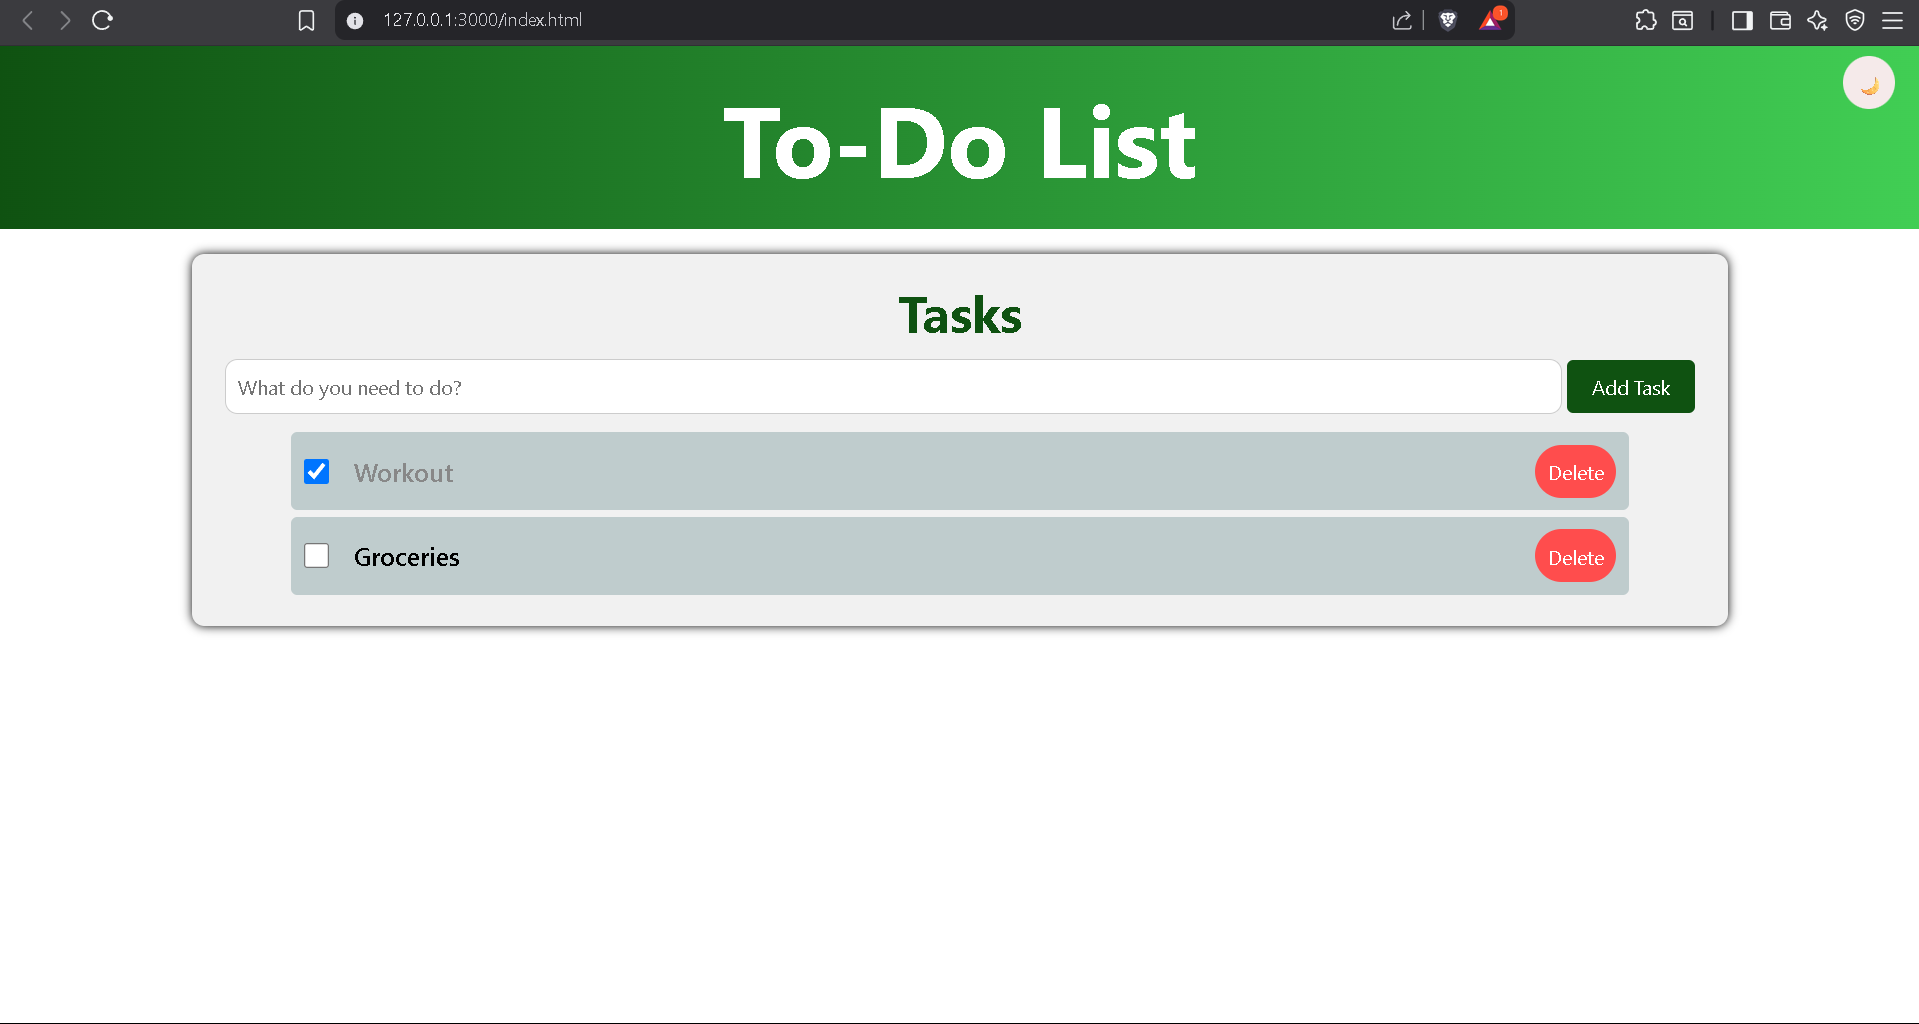 127.0.0.1:3000/index.html
1
To-Do List
Tasks
What do you need to do?
Add Task
Workout
Delete
Groceries
Delete